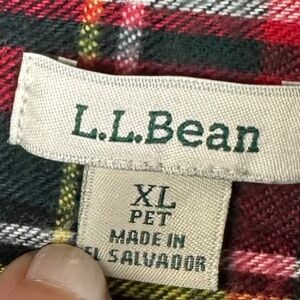 L.L.Bean
XL
PET
MADE IN
EL SALVADOR